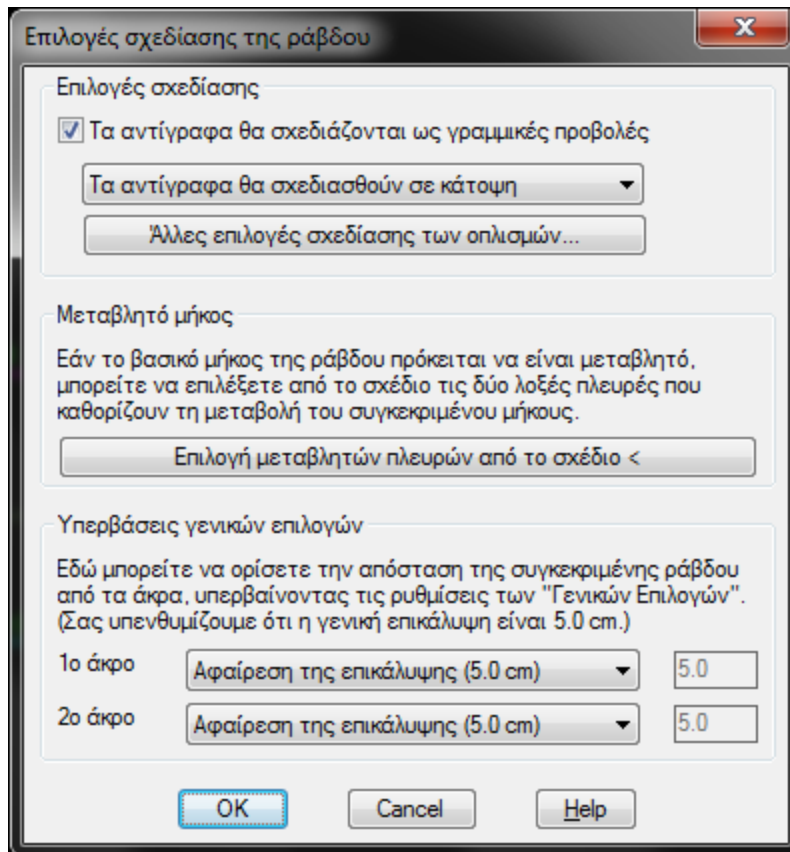 Επιλογές σχεδίασης της ράβδου
Επιλογές σχεδίασης
Τα αντίγραφα θα σχεδιάζονται ως γραμμικές προβολές
Τα αντίγραφα θα σχεδιασθούν σε κάτοψη
Άλλες επιλογές σχεδίασης των οπλισμών...
Μεταβλητό μήκος
Εάν το βασικό μήκος της ράβδου πρόκειται να είναι μεταβλητό,
μπορείτε να επιλέξετε από το σχέδιο τις δύο λοξές πλευρές που
καθορίζουν τη μεταβολή του συγκεκριμένου μήκους.
Επιλογή μεταβλητών πλευρών από το σχέδιο <
Υπερβάσεις γενικών επιλογών
Εδώ μπορείτε να ορίσετε την απόσταση της συγκεκριμένης ράβδου
από τα άκρα, υπερβαίνοντας τις ρυθμίσεις των "Γενικών Επιλογών".
(Σας υπενθυμίζουμε ότι η γενική επικάλυψη είναι 5.0 cm.)
1ο άκρο Αφαίρεση της επικάλυψης (5.0 cm) 5.0
2ο άκρο Αφαίρεση της επικάλυψης (5.0 cm) 5.0
OK Cancel Help